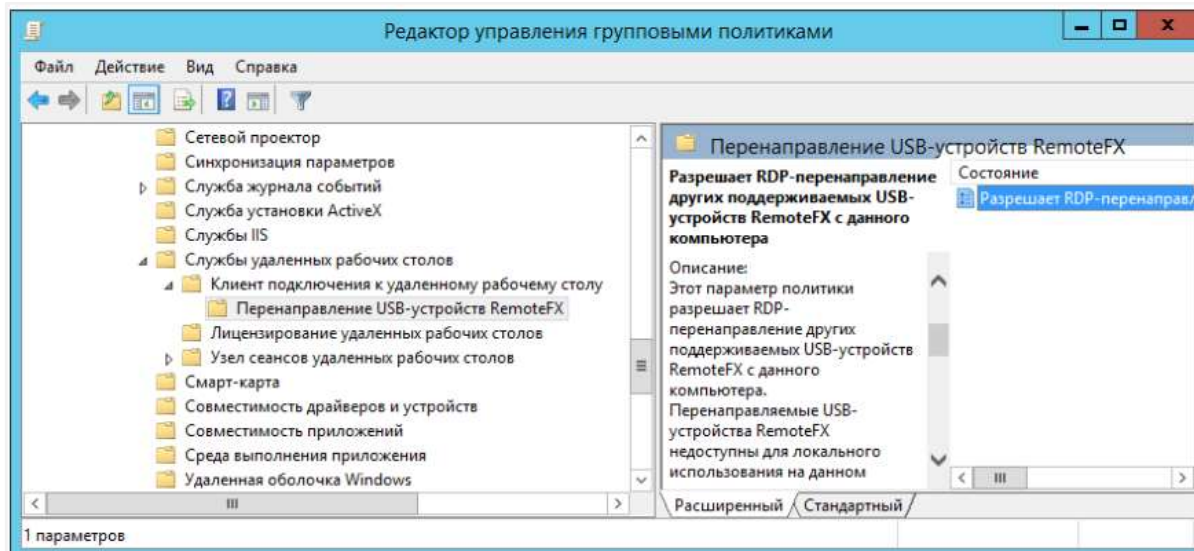 Редактор управления групповыми политиками
Файл Действие Вид Справка
Сетевой проектор
Синхронизация параметров
Служба журнала событий
Служба установки ActiveX
Службы IIS
Службы удаленных рабочих столов
Клиент подключения к удаленному рабочему столу
Перенаправление USB-устройств RemoteFX
Лицензирование удаленных рабочих столов
Узел сеансов удаленных рабочих столов
Смарт-карта
Совместимость драйверов и устройств
Совместимость приложений
Среда выполнения приложения
Удаленная оболочка Windows
Перенаправление USB-устройств RemoteFX
Разрешает RDP-перенаправление
других поддерживаемых USB-
устройств RemoteFX с данного
компьютера
Описание:
Этот параметр политики
разрешает RDP-
перенаправление других
поддерживаемых USB-устройств
RemoteFX с данного
компьютера.
Перенаправляемые USB-
устройства RemoteFX
недоступны для локального
использования на данном
Состояние
Разрешает RDP-перенаправл
Расширенный Стандартный
1 параметров